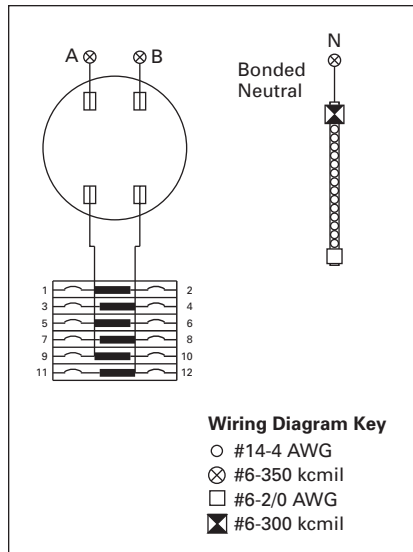 A B N
Bonded
Neutral
1 2
3 4
5 6
7 8
9 10
11 12
Wiring Diagram Key
#14-4 AWG
#6-350 kcmil
#6-2/0 AWG
#6-300 kcmil